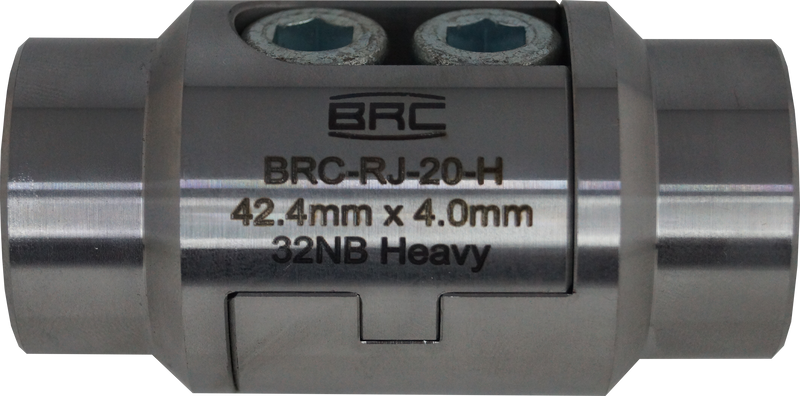 BRC
BRC-RJ-20-H
42.4mm x 4.0mm
32NB Heavy